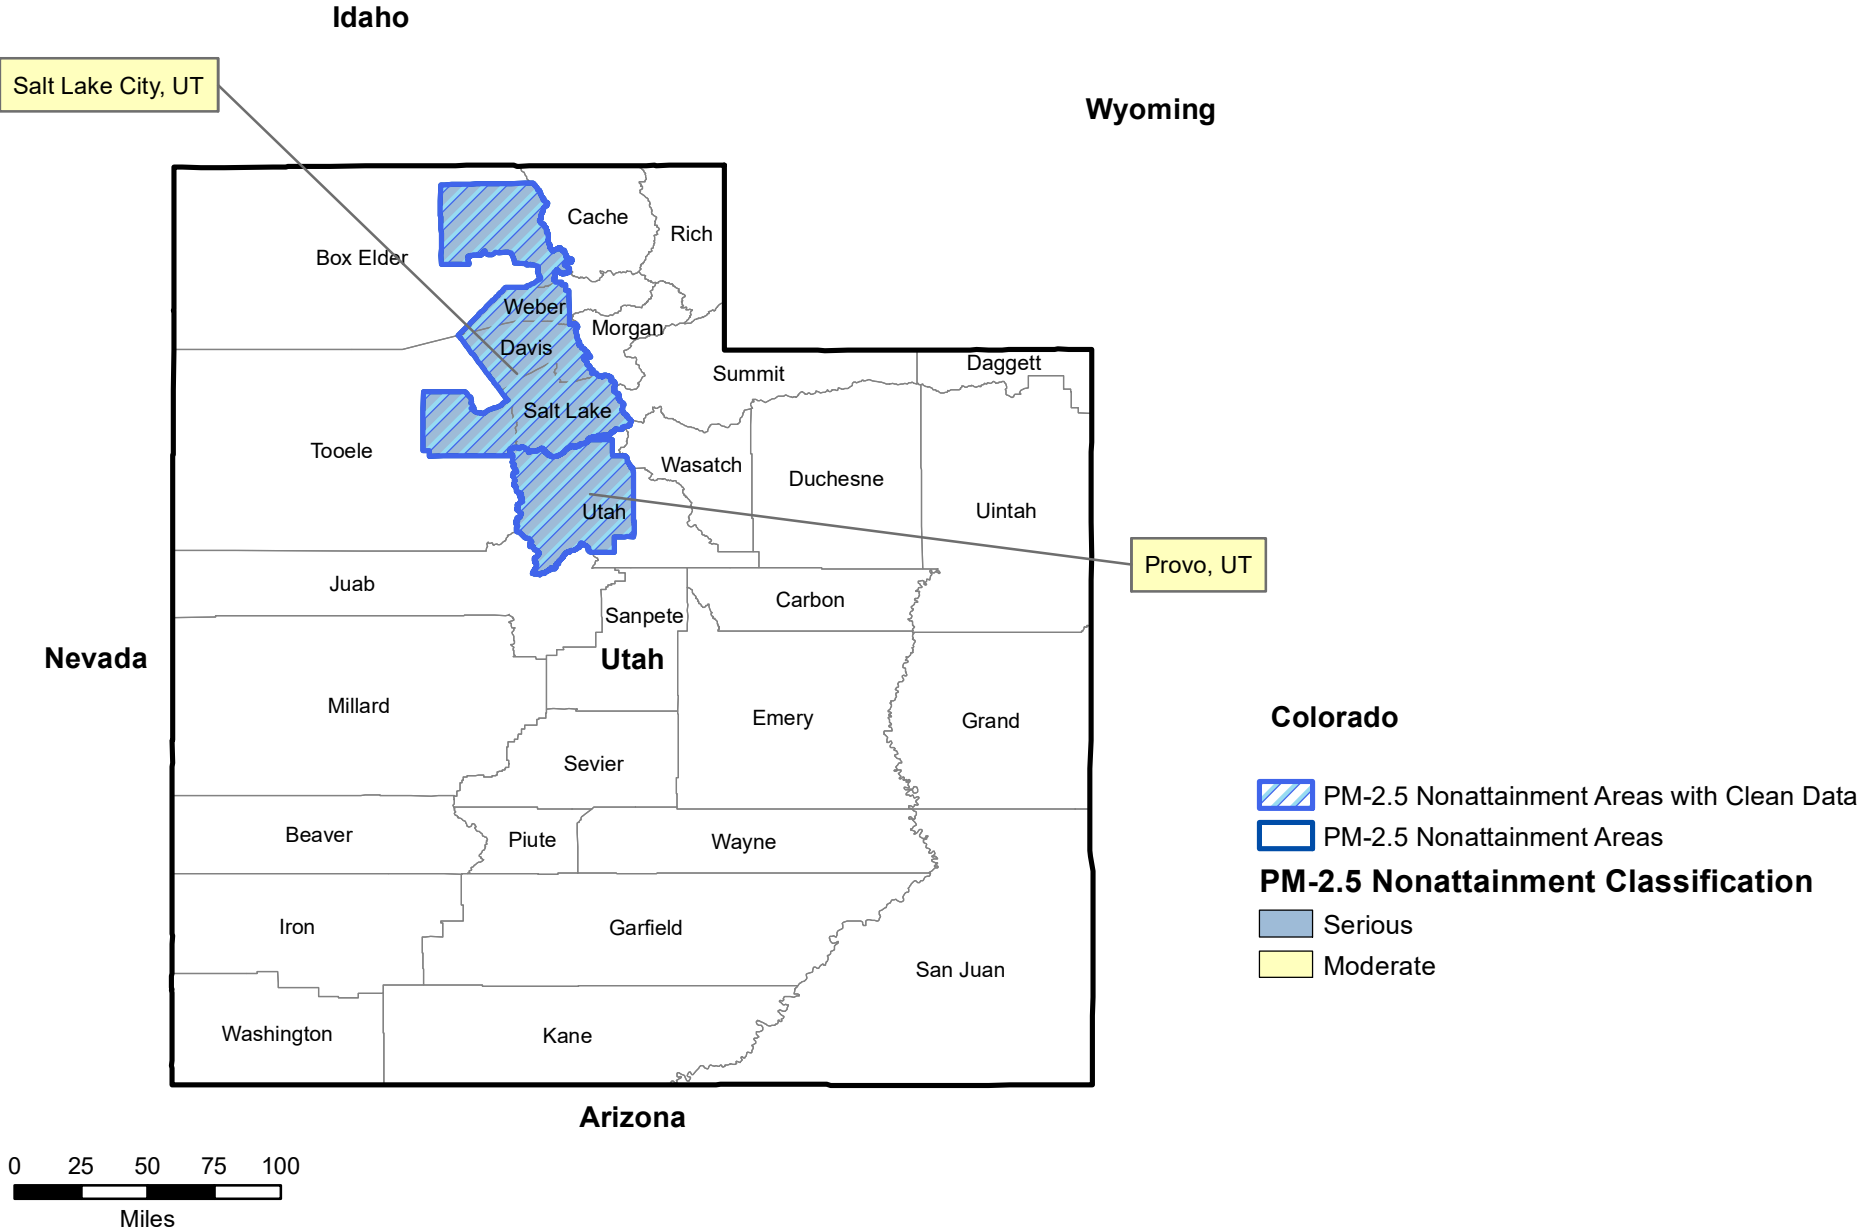 Idaho
Salt Lake City, UT
Wyoming
Cache
Rich
Box Elder
Weber
Morgan
Davis
Summit
Daggett
Salt Lake
Tooele
Wasatch
Duchesne
Utah
Uintah
Provo, UT
Juab
Carbon
Sanpete
Nevada
Utah
Millard
Emery
Grand
Colorado
Sevier
PM-2.5 Nonattainment Areas with Clean Data
Beaver
Piute
Wayne
PM-2.5 Nonattainment Areas
PM-2.5 Nonattainment Classification
Iron
Garfield
Serious
San Juan
Moderate
Washington
Kane
Arizona
0 25 50 75 100
Miles